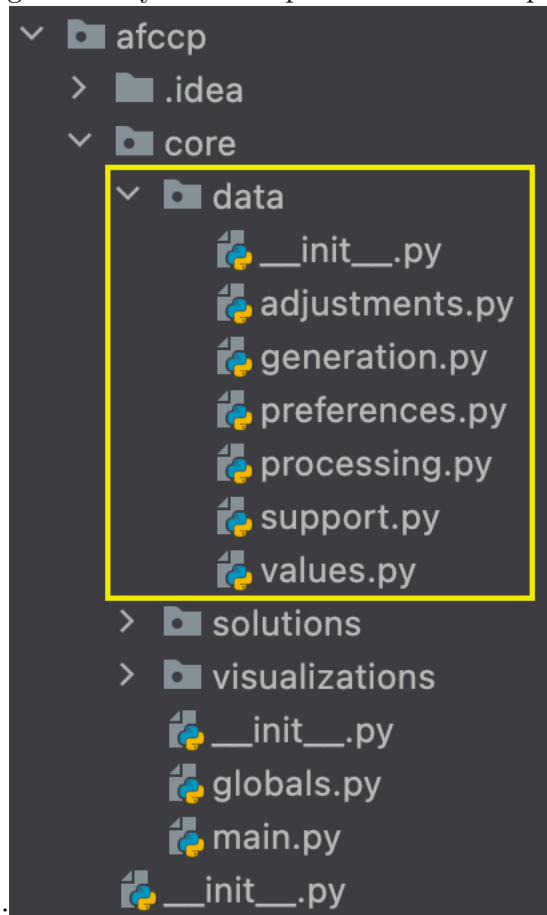 afccp
.idea
core
data
__init__.py
adjustments.py
generation.py
preferences.py
processing.py
support.py
values.py
solutions
visualizations
__init__.py
globals.py
main.py
__init__.py